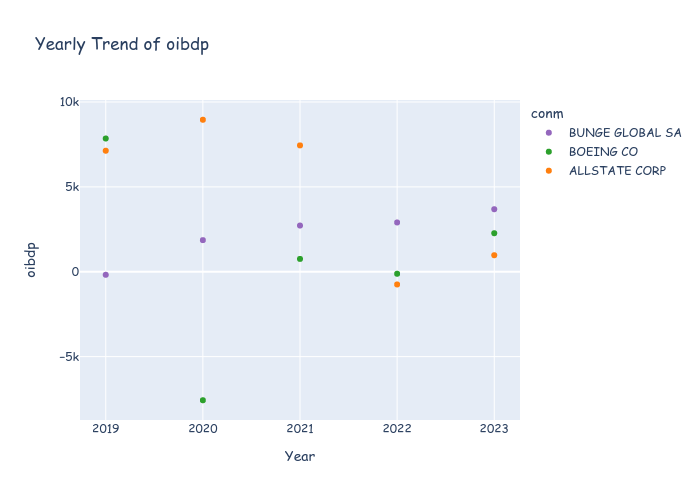 Yearly Trend of oibdp
10k
5k
0
−5k
oibdp
2019
2020
2021
2022
2023
Year
conm
BUNGE GLOBAL SA
BOEING CO
ALLSTATE CORP